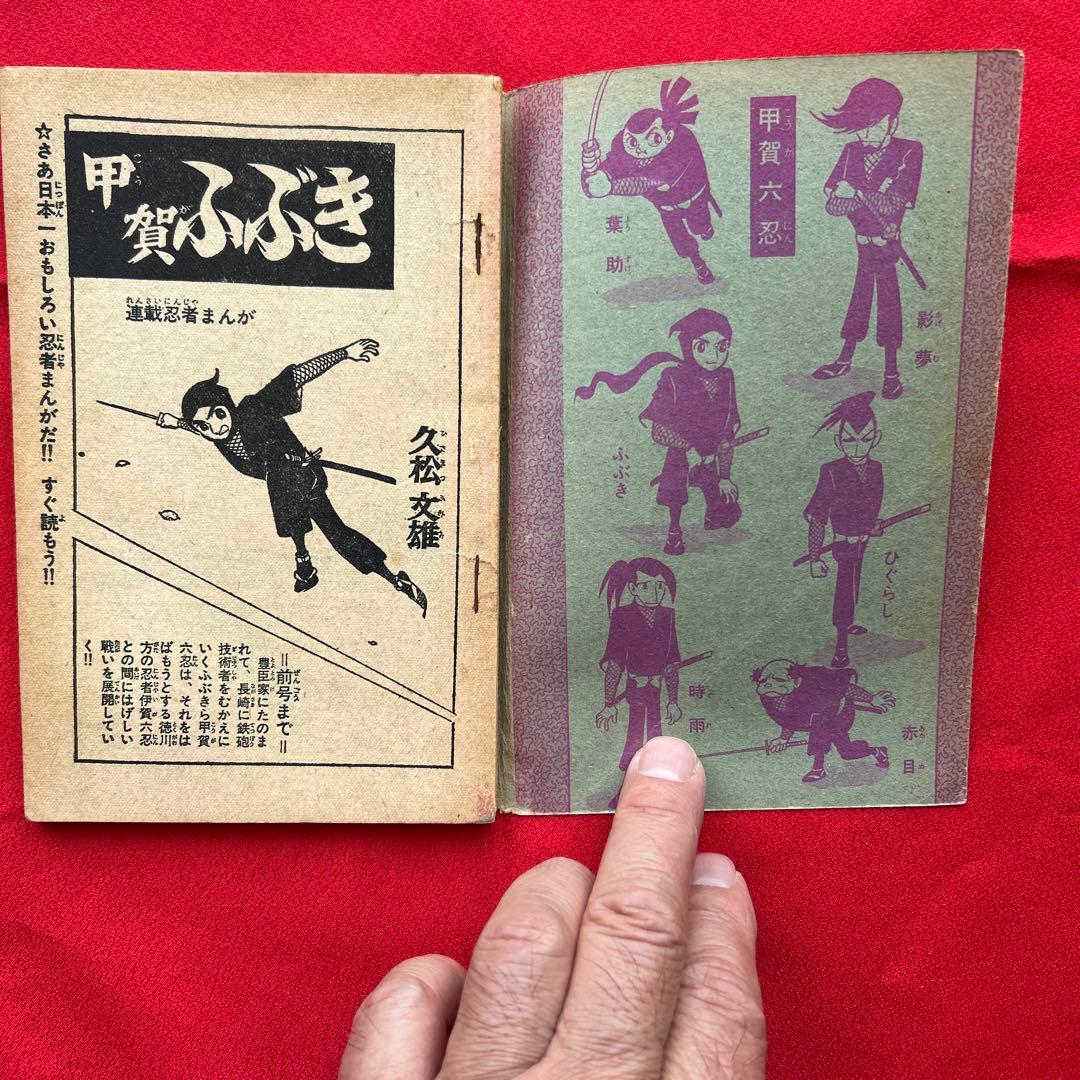 ☆さあ日本一おもしろい忍者まんがだ!! すぐ読もう!!
甲賀ふぶき
連載忍者まんが
久松文雄
=前号まで=
豊臣家にたのま
れて、長崎に鉄砲
技術者をむかえに
いくふぶきら甲賀
六忍は、それをは
ばもうとする徳川
方の忍者伊賀六忍
との間にはげしい
戦いを展開してい
く!!
甲賀六忍
影夢
葉助
ふぶき
ひぐらし
時雨
赤目